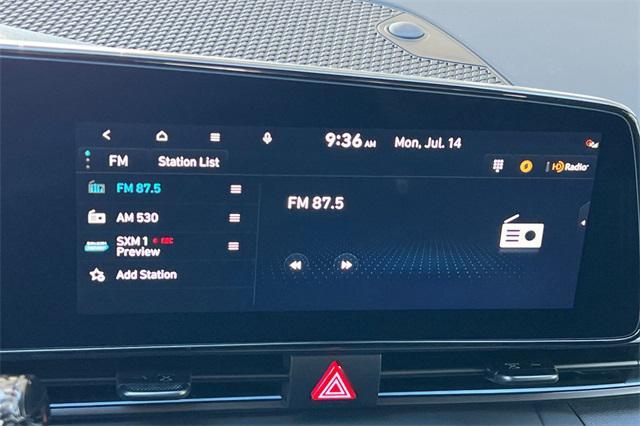 9:36 AM Mon, Jul. 14
FM Station List HD Radio
FM 87.5
AM 530
SXM 1 REC
Preview
Add Station
FM 87.5